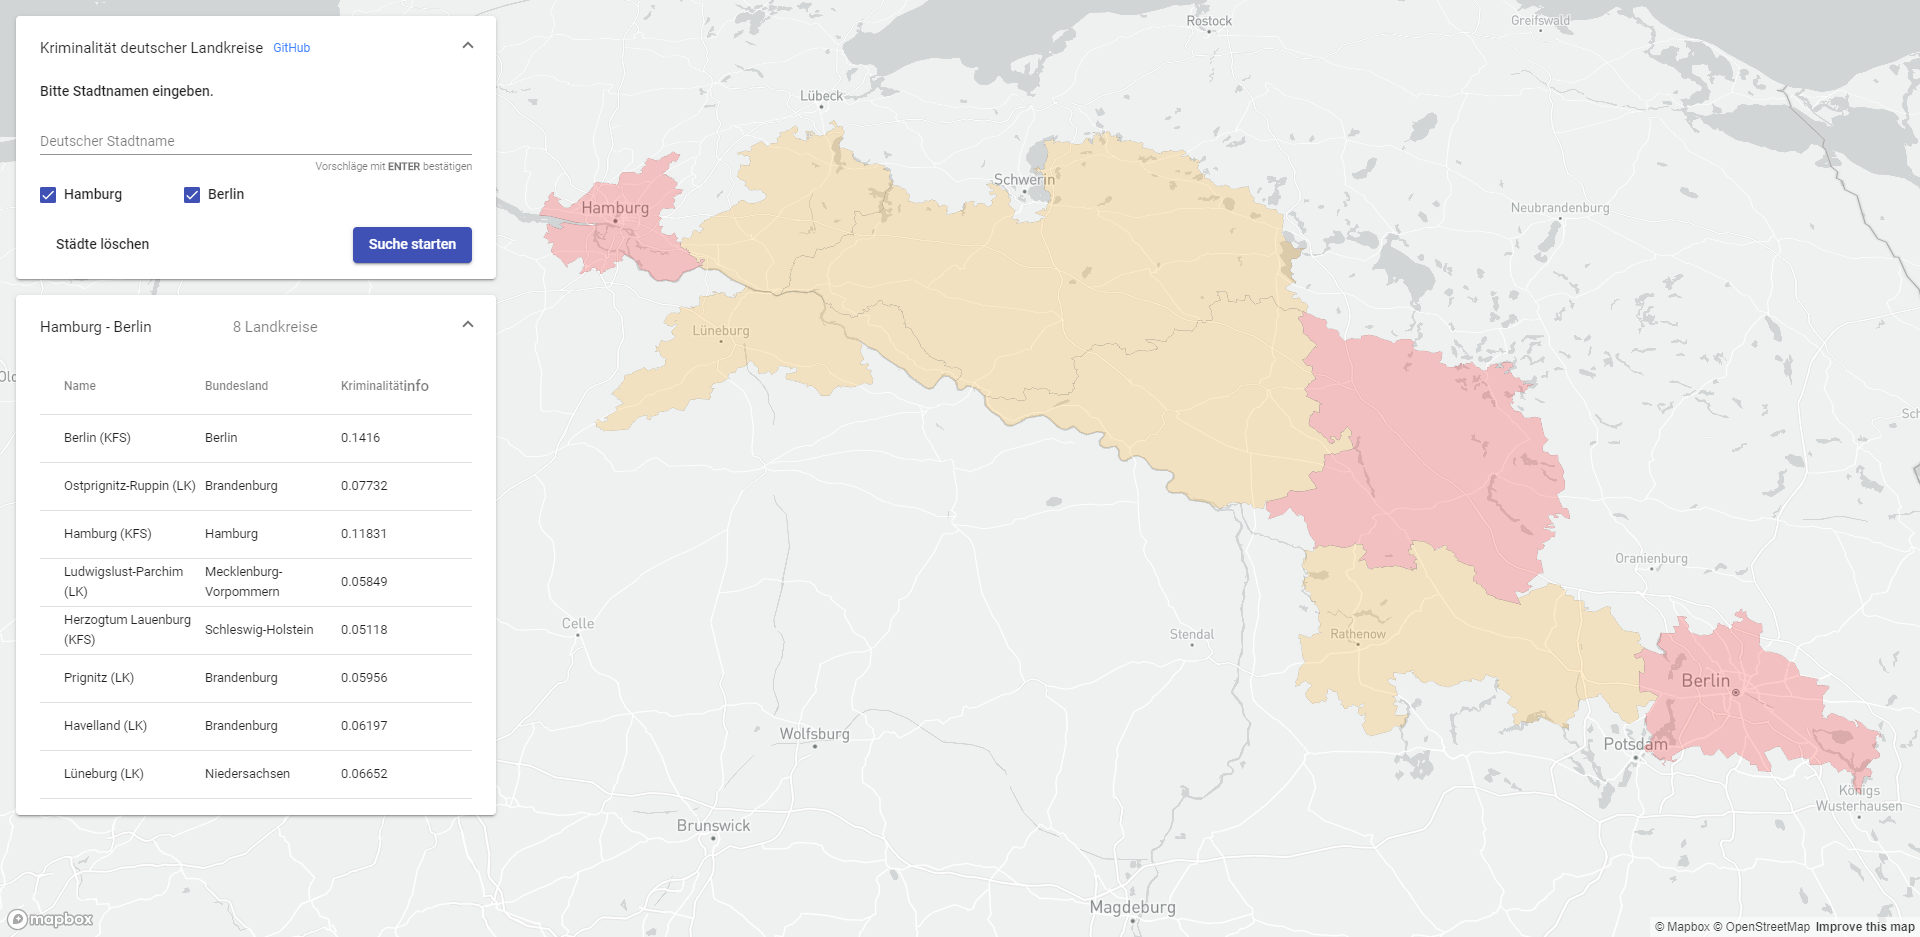 Kriminalität deutscher Landkreise GitHub
Bitte Stadtnamen eingeben.
Deutscher Stadtname
Vorschläge mit ENTER bestätigen
Hamburg
Berlin
Städte löschen
Suche starten
Hamburg - Berlin
8 Landkreise
Name Bundesland Kriminalitätinfo
Berlin (KFS) Berlin 0.1416
Ostprignitz-Ruppin (LK) Brandenburg 0.07732
Hamburg (KFS) Hamburg 0.11831
Ludwigslust-Parchim (LK) Mecklenburg-Vorpommern 0.05849
Herzogtum Lauenburg (KFS) Schleswig-Holstein 0.05118
Prignitz (LK) Brandenburg 0.05956
Havelland (LK) Brandenburg 0.06197
Lüneburg (LK) Niedersachsen 0.06652
Rostock
Greifswald
Lübeck
Schwerin
Hamburg
Neubrandenburg
Lüneburg
Old
Sch
Oranienburg
Celle
Stendal
Rathenow
Berlin
Wolfsburg
Potsdam
Königs
Wusterhausen
Brunswick
Magdeburg
mapbox
© Mapbox © OpenStreetMap Improve this map